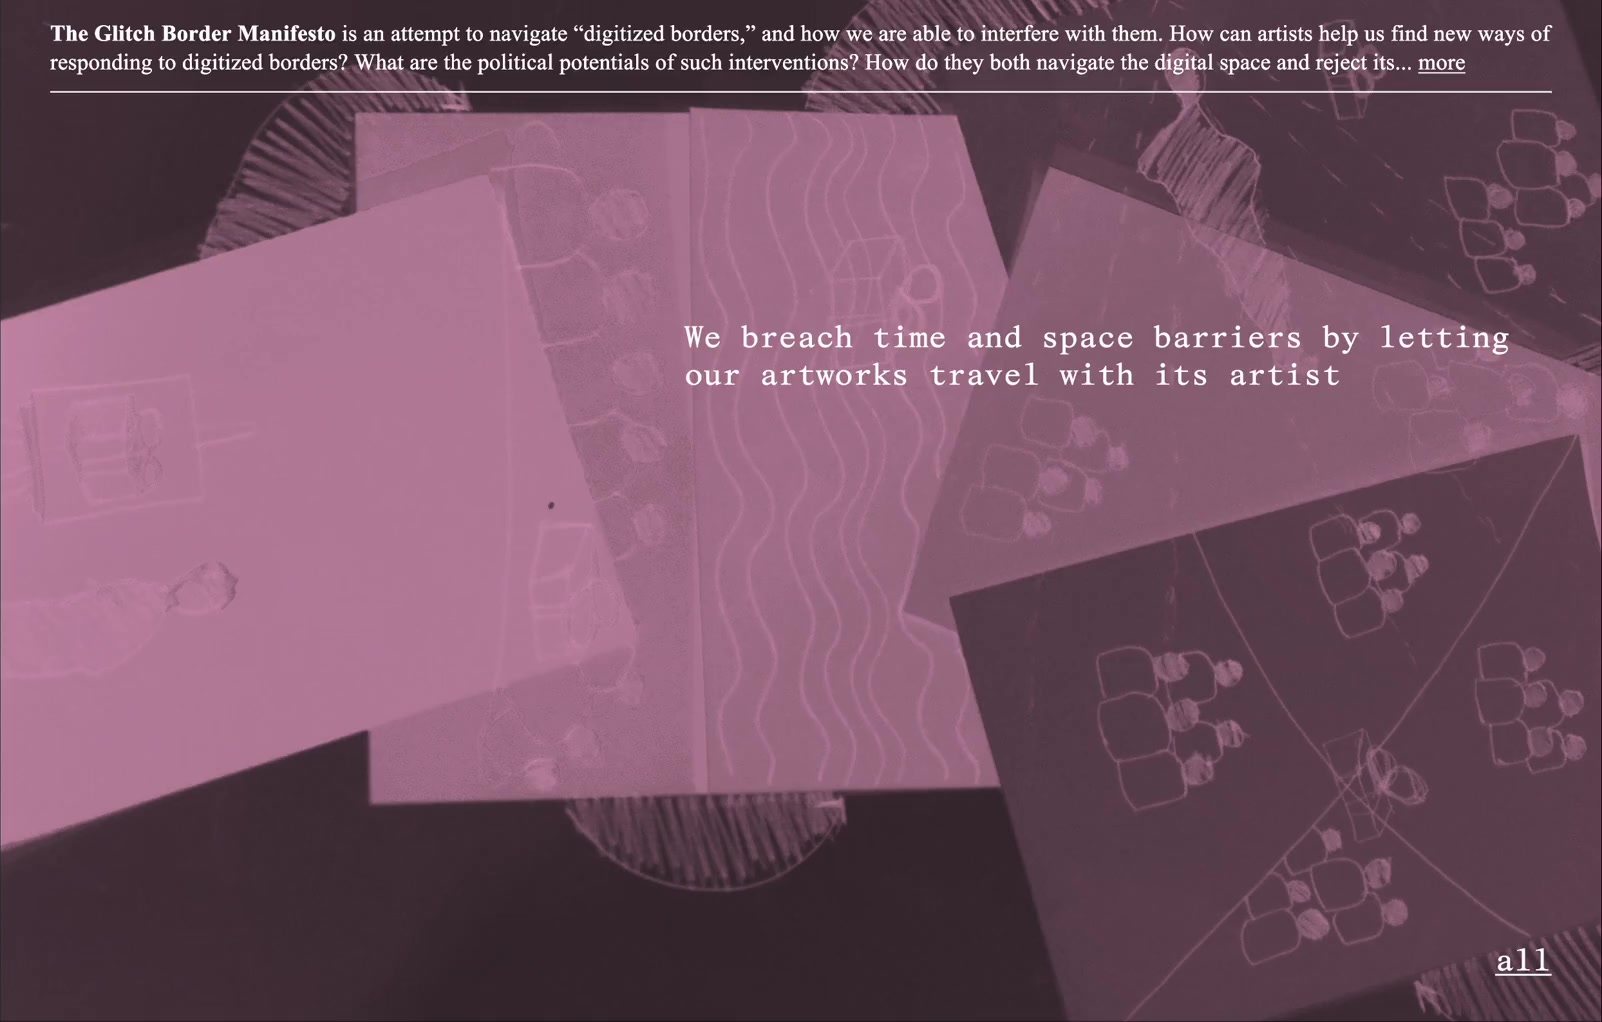 The Glitch Border Manifesto is an attempt to navigate “digitized borders,” and how we are able to interfere with them. How can artists help us find new ways of
responding to digitized borders? What are the political potentials of such interventions? How do they both navigate the digital space and reject its... more
We breach time and space barriers by letting
our artworks travel with its artist
all